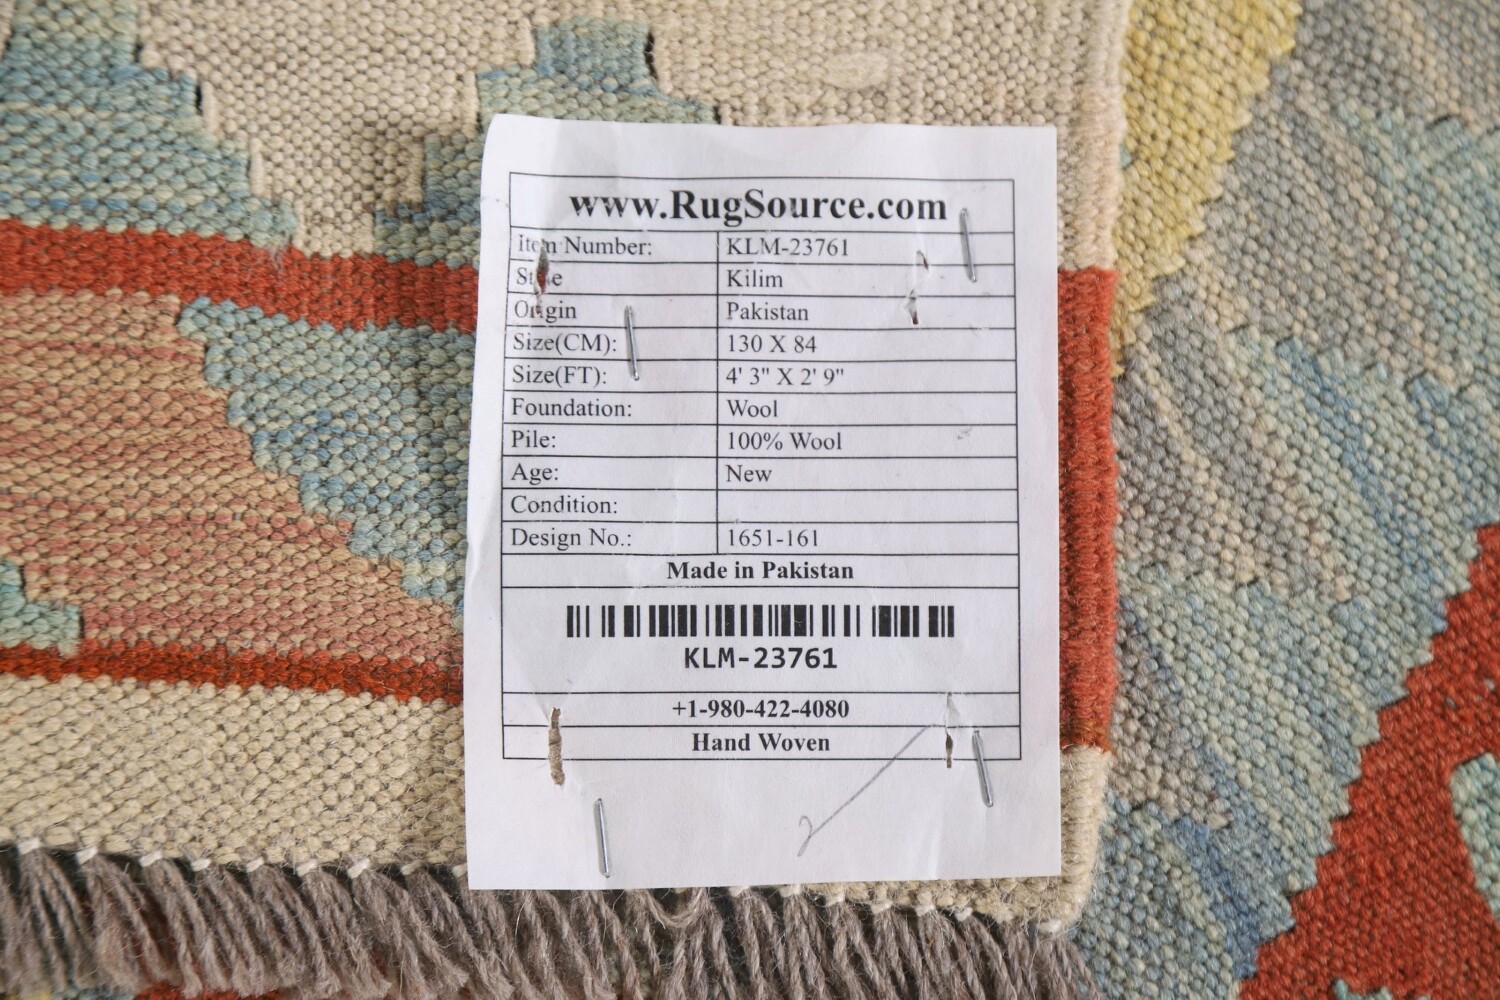 www.RugSource.com
Item Number: KLM-23761
Style Kilim
Origin Pakistan
Size(CM): 130 X 84
Size(FT): 4' 3" X 2' 9"
Foundation: Wool
Pile: 100% Wool
Age: New
Condition:
Design No.: 1651-161
Made in Pakistan
KLM-23761
+1-980-422-4080
Hand Woven